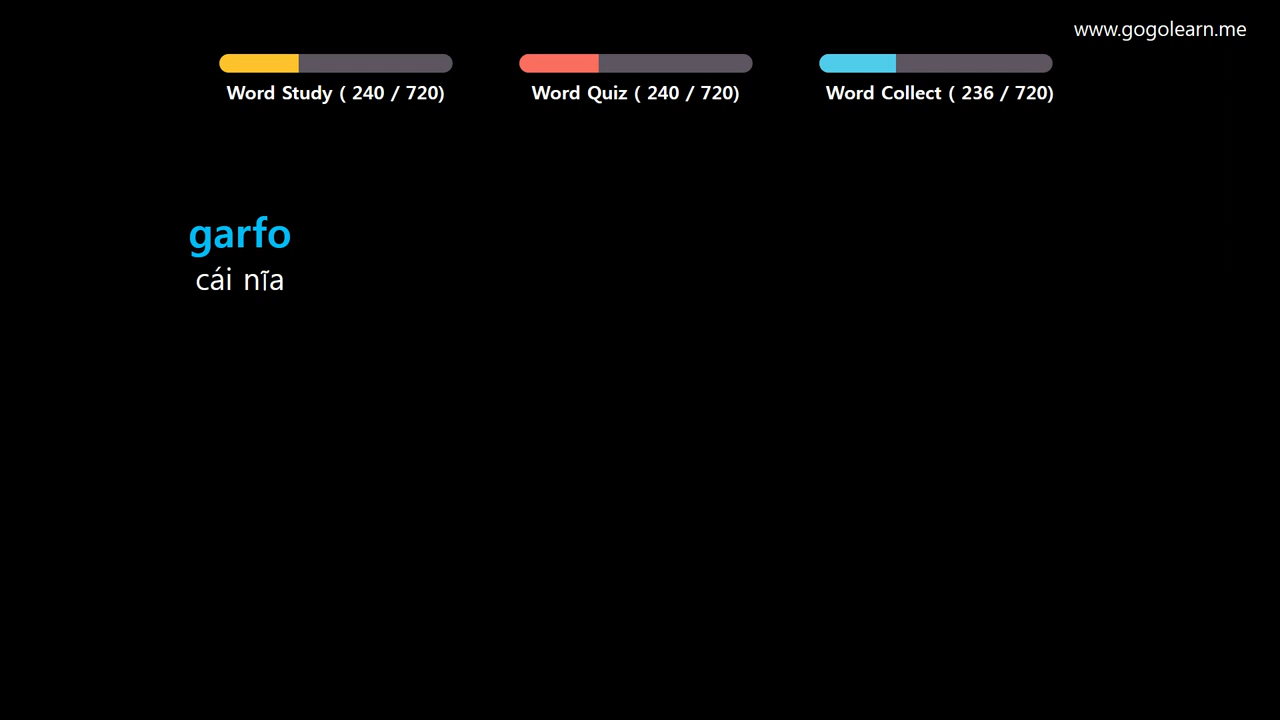 www.gogolearn.me
Word Study ( 240 / 720)
Word Quiz ( 240 / 720)
Word Collect ( 236 / 720)
garfo
cái nĩa